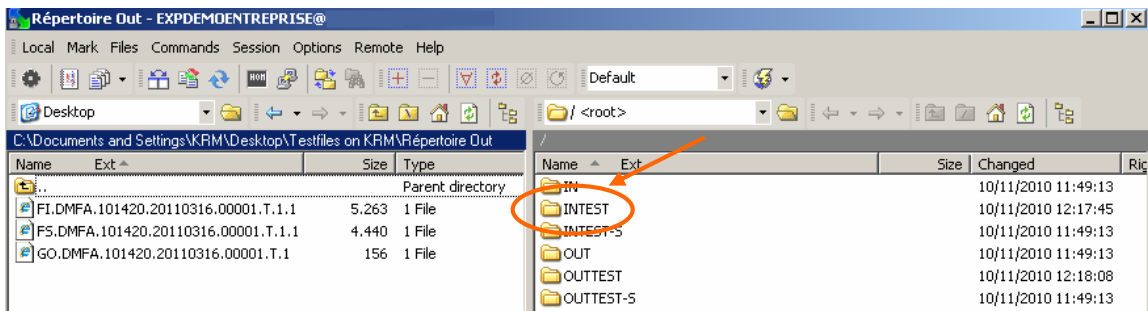 Répertoire Out - EXPDEMOENTREPRISE@
Local Mark Files Commands Session Options Remote Help
Default
Desktop
/ <root>
C:\Documents and Settings\KRM\Desktop\Testfiles on KRM\Répertoire Out
/
Name Ext Size Type
Name Ext Size Changed Rig
.. Parent directory
IN 10/11/2010 11:49:13
FI.DMFA.101420.20110316.00001.T.1.1 5.263 1 File
INTEST 10/11/2010 12:17:45
FS.DMFA.101420.20110316.00001.T.1.1 4.440 1 File
INTEST-S 10/11/2010 11:49:13
GO.DMFA.101420.20110316.00001.T.1 156 1 File
OUT 10/11/2010 11:49:13
OUTTEST 10/11/2010 12:18:08
OUTTEST-S 10/11/2010 11:49:13